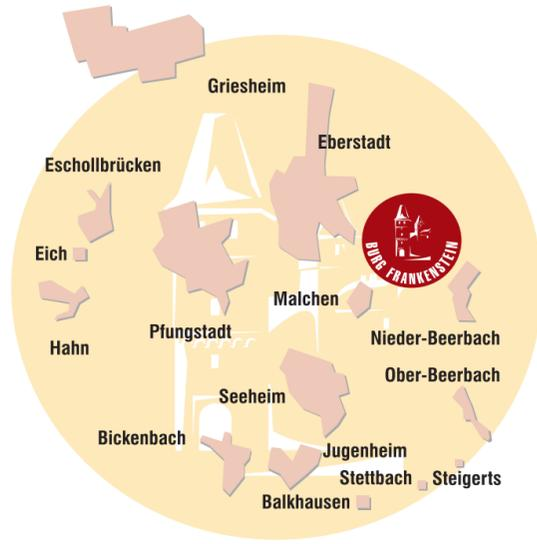 Griesheim
Eberstadt
Eschollbrücken
Eich
BURG FRANKENSTEIN
Malchen
Pfungstadt
Nieder-Beerbach
Hahn
Ober-Beerbach
Seeheim
Bickenbach
Jugenheim
Stettbach
Steigerts
Balkhausen